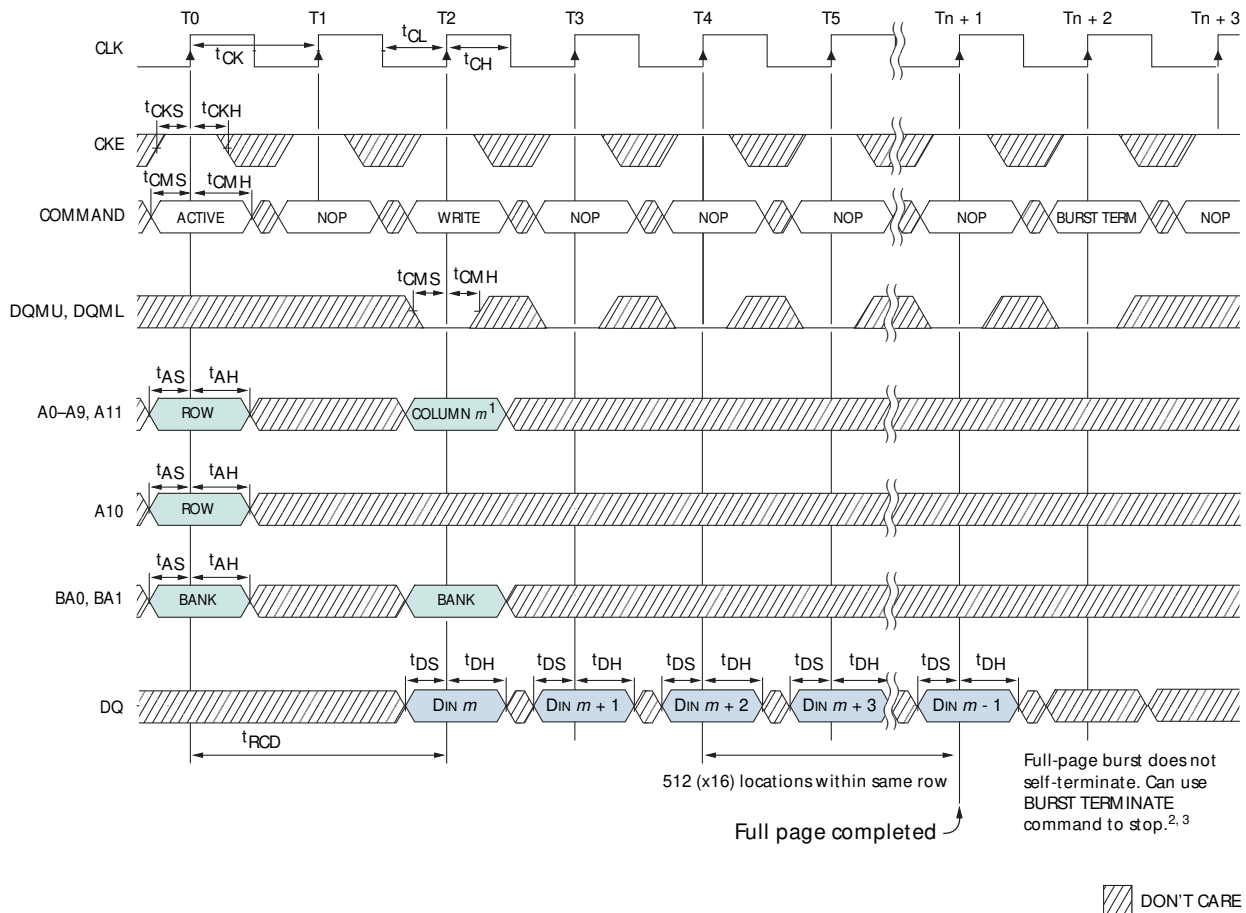 T0 T1 T2 T3 T4 T5 Tn + 1 Tn + 2 Tn + 3
CLK
tCK tCL tCH
tCKS tCKH
CKE
tCMS tCMH
COMMAND ACTIVE NOP WRITE NOP NOP NOP NOP BURST TERM NOP
tCMS tCMH
DQMU, DQML
tAS tAH
A0–A9, A11 ROW COLUMN m1
tAS tAH
A10 ROW
tAS tAH
BA0, BA1 BANK BANK
tDS tDH tDS tDH tDS tDH tDS tDH tDS tDH
DQ DIN m DIN m + 1 DIN m + 2 DIN m + 3 DIN m - 1
tRCD
512 (x16) locations within same row
Full page completed
Full-page burst does not
self-terminate. Can use
BURST TERMINATE
command to stop.2, 3
DON'T CARE